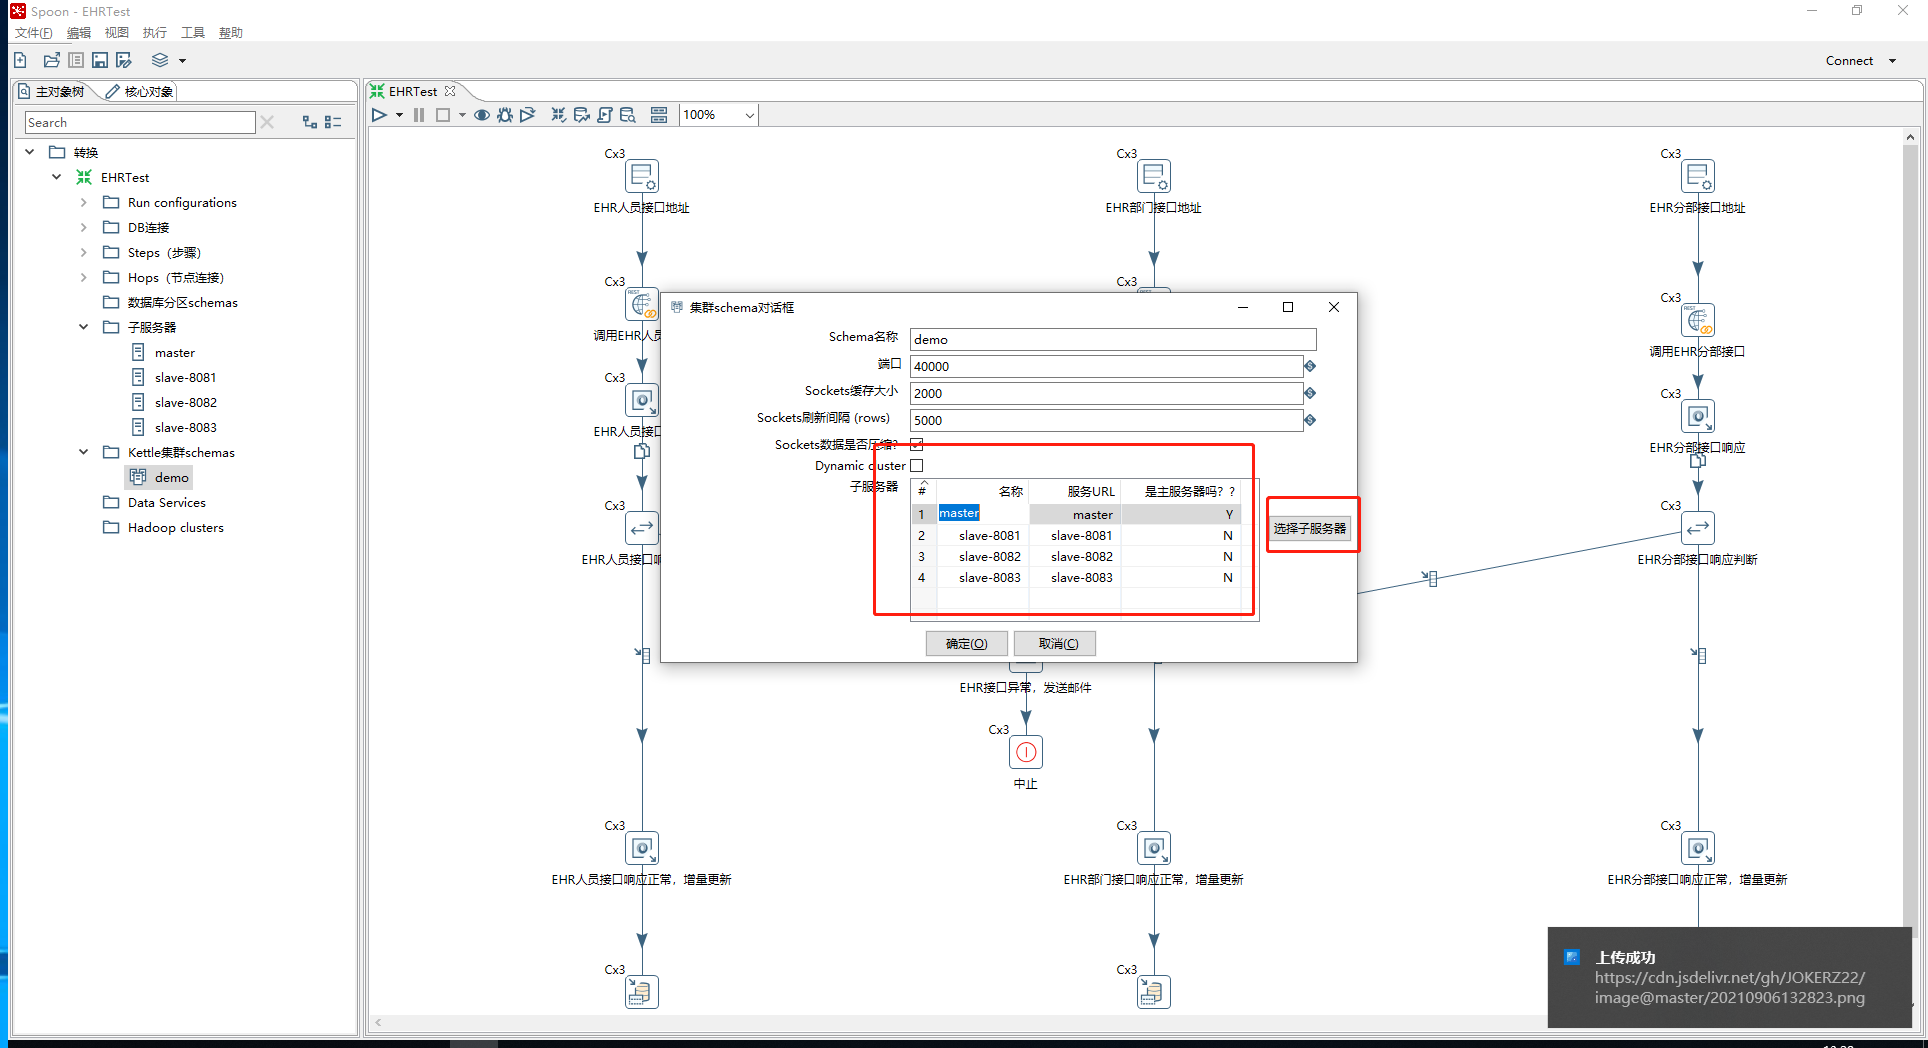 Spoon - EHRTest
文件(F) 编辑 视图 执行 工具 帮助
Connect
主对象树 核心对象
Search
转换
EHRTest
Run configurations
DB连接
Steps（步骤）
Hops（节点连接）
数据库分区schemas
子服务器
master
slave-8081
slave-8082
slave-8083
Kettle集群schemas
demo
Data Services
Hadoop clusters
EHRTest
100%
Cx3 Cx3 Cx3
EHR人员接口地址 EHR部门接口地址 EHR分部接口地址
Cx3 Cx3 Cx3
REST REST
调用EHR人员 调用EHR分部接口
Cx3 Cx3
EHR人员接口 EHR分部接口响应
Cx3 Cx3
EHR人员接口响 EHR分部接口响应判断
集群schema对话框
Schema名称 demo
端口 40000
Sockets缓存大小 2000
Sockets刷新间隔 (rows) 5000
Sockets数据是否压缩?
Dynamic cluster
子服务器
# 名称 服务URL 是主服务器吗? ?
1 master master Y
2 slave-8081 slave-8081 N
3 slave-8082 slave-8082 N
4 slave-8083 slave-8083 N
选择子服务器
确定(O) 取消(C)
EHR接口异常，发送邮件
Cx3
中止
Cx3 Cx3 Cx3
EHR人员接口响应正常，增量更新 EHR部门接口响应正常，增量更新 EHR分部接口响应正常，增量更新
Cx3 Cx3
上传成功
https://cdn.jsdelivr.net/gh/JOKERZ22/
image@master/20210906132823.png